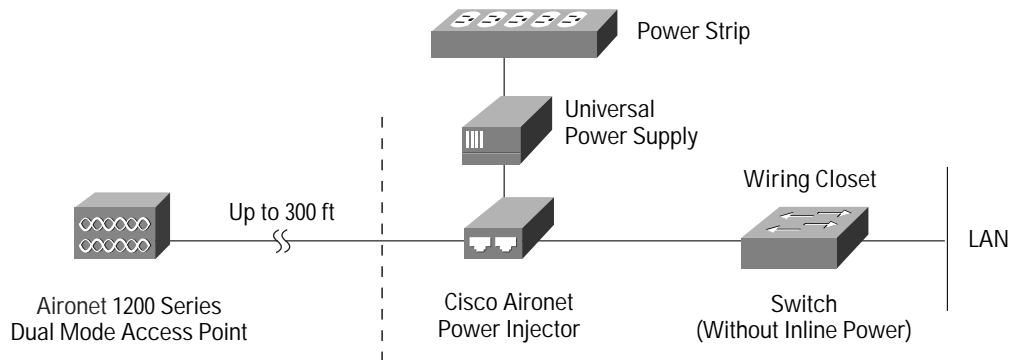 Power Strip
Universal
Power Supply
Wiring Closet
Up to 300 ft
LAN
Aironet 1200 Series
Dual Mode Access Point
Cisco Aironet
Power Injector
Switch
(Without Inline Power)